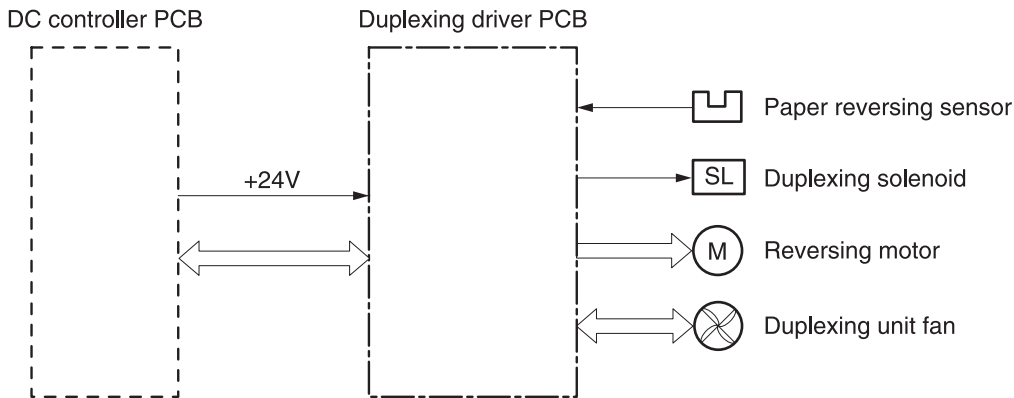 DC controller PCB
Duplexing driver PCB
Paper reversing sensor
+24V
SL Duplexing solenoid
M Reversing motor
Duplexing unit fan